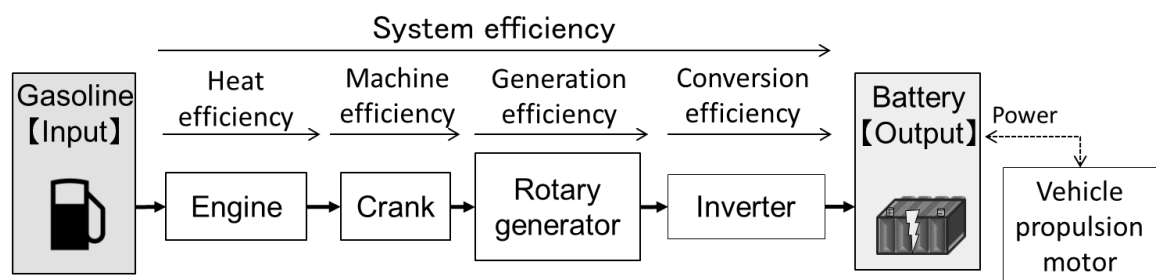 System efficiency
Gasoline
【Input】
Heat
efficiency
Machine
efficiency
Generation
efficiency
Conversion
efficiency
Battery
【Output】
Power
Engine
Crank
Rotary
generator
Inverter
Vehicle
propulsion
motor